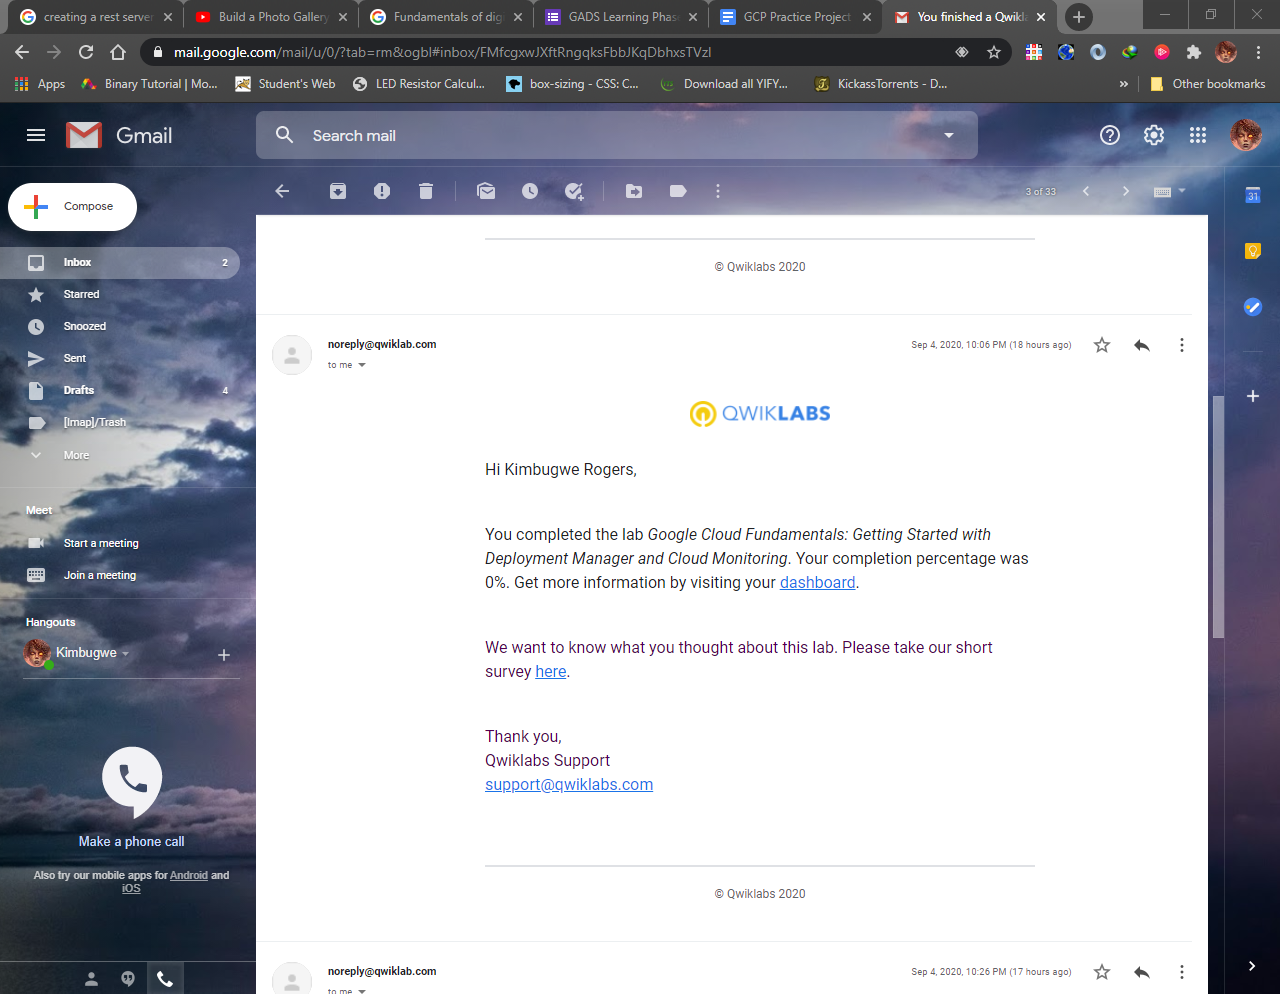 creating a rest server
Build a Photo Gallery
Fundamentals of digi
GADS Learning Phase
GCP Practice Project
You finished a Qwikla
mail.google.com/mail/u/0/?tab=rm&ogbl#inbox/FMfcgxwJXftRngqksFbbJKqDbhxsTVzl
Apps
Binary Tutorial | Mo...
Student's Web
LED Resistor Calcul...
box-sizing - CSS: C...
Download all YIFY...
KickassTorrents - D...
»
Other bookmarks
Gmail
Search mail
Compose
3 of 33
31
Inbox 2
Starred
Snoozed
Sent
Drafts 4
[Imap]/Trash
More
Meet
Start a meeting
Join a meeting
Hangouts
Kimbugwe
Make a phone call
Also try our mobile apps for Android and
iOS
© Qwiklabs 2020
noreply@qwiklab.com
Sep 4, 2020, 10:06 PM (18 hours ago)
to me
QWIKLABS
Hi Kimbugwe Rogers,
You completed the lab Google Cloud Fundamentals: Getting Started with
Deployment Manager and Cloud Monitoring. Your completion percentage was
0%. Get more information by visiting your dashboard.
We want to know what you thought about this lab. Please take our short
survey here.
Thank you,
Qwiklabs Support
support@qwiklabs.com
© Qwiklabs 2020
noreply@qwiklab.com
Sep 4, 2020, 10:26 PM (17 hours ago)
to me